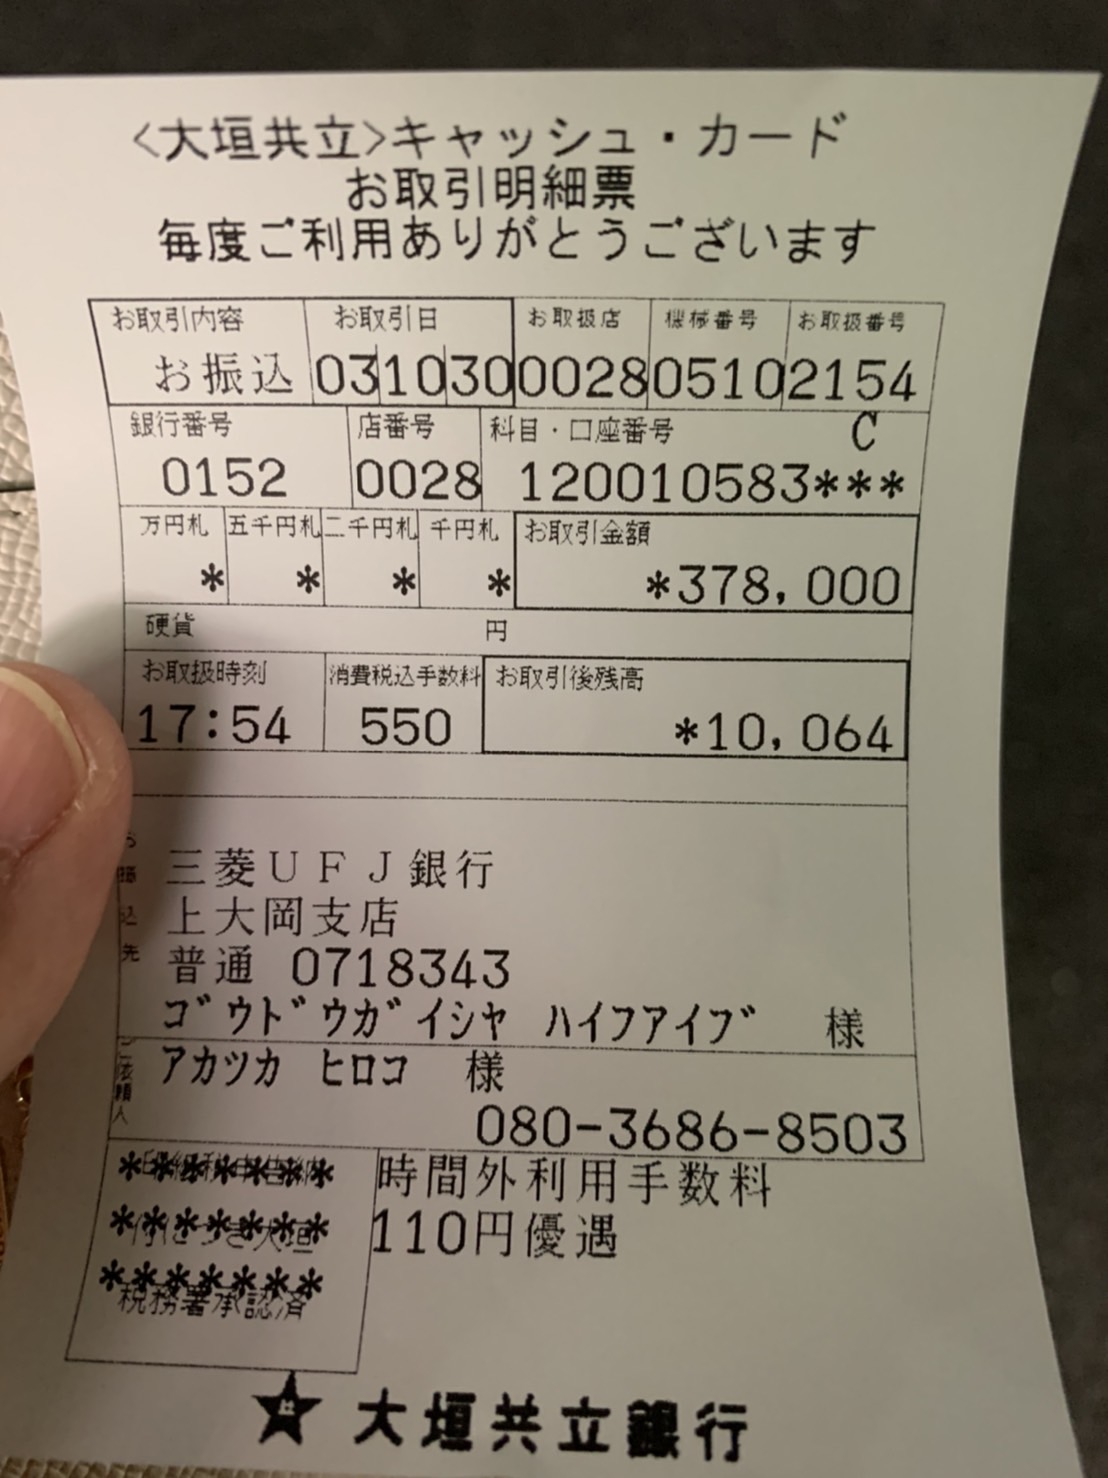 <大垣共立>キャッシュ・カード
お取引明細票
毎度ご利用ありがとうございます
お取引内容 お取引日 お取扱店 機械番号 お取扱番号
お振込 031030 0028 0510 2154
銀行番号 店番号 科目・口座番号 C
0152 0028 120010583***
万円札 五千円札 二千円札 千円札 お取引金額
* * * * *378,000
硬貨 円
お取扱時刻 消費税込手数料 お取引後残高
17:54 550 *10,064
お振込先
三菱UFJ銀行
上大岡支店
普通 0718343
ゴウドウガイシヤ ハイフアイブ 様
ご依頼人
アカツカ ヒロコ 様
080-3686-8503
*******
*******
*******
税務署承認済
時間外利用手数料
110円優遇
大垣共立銀行